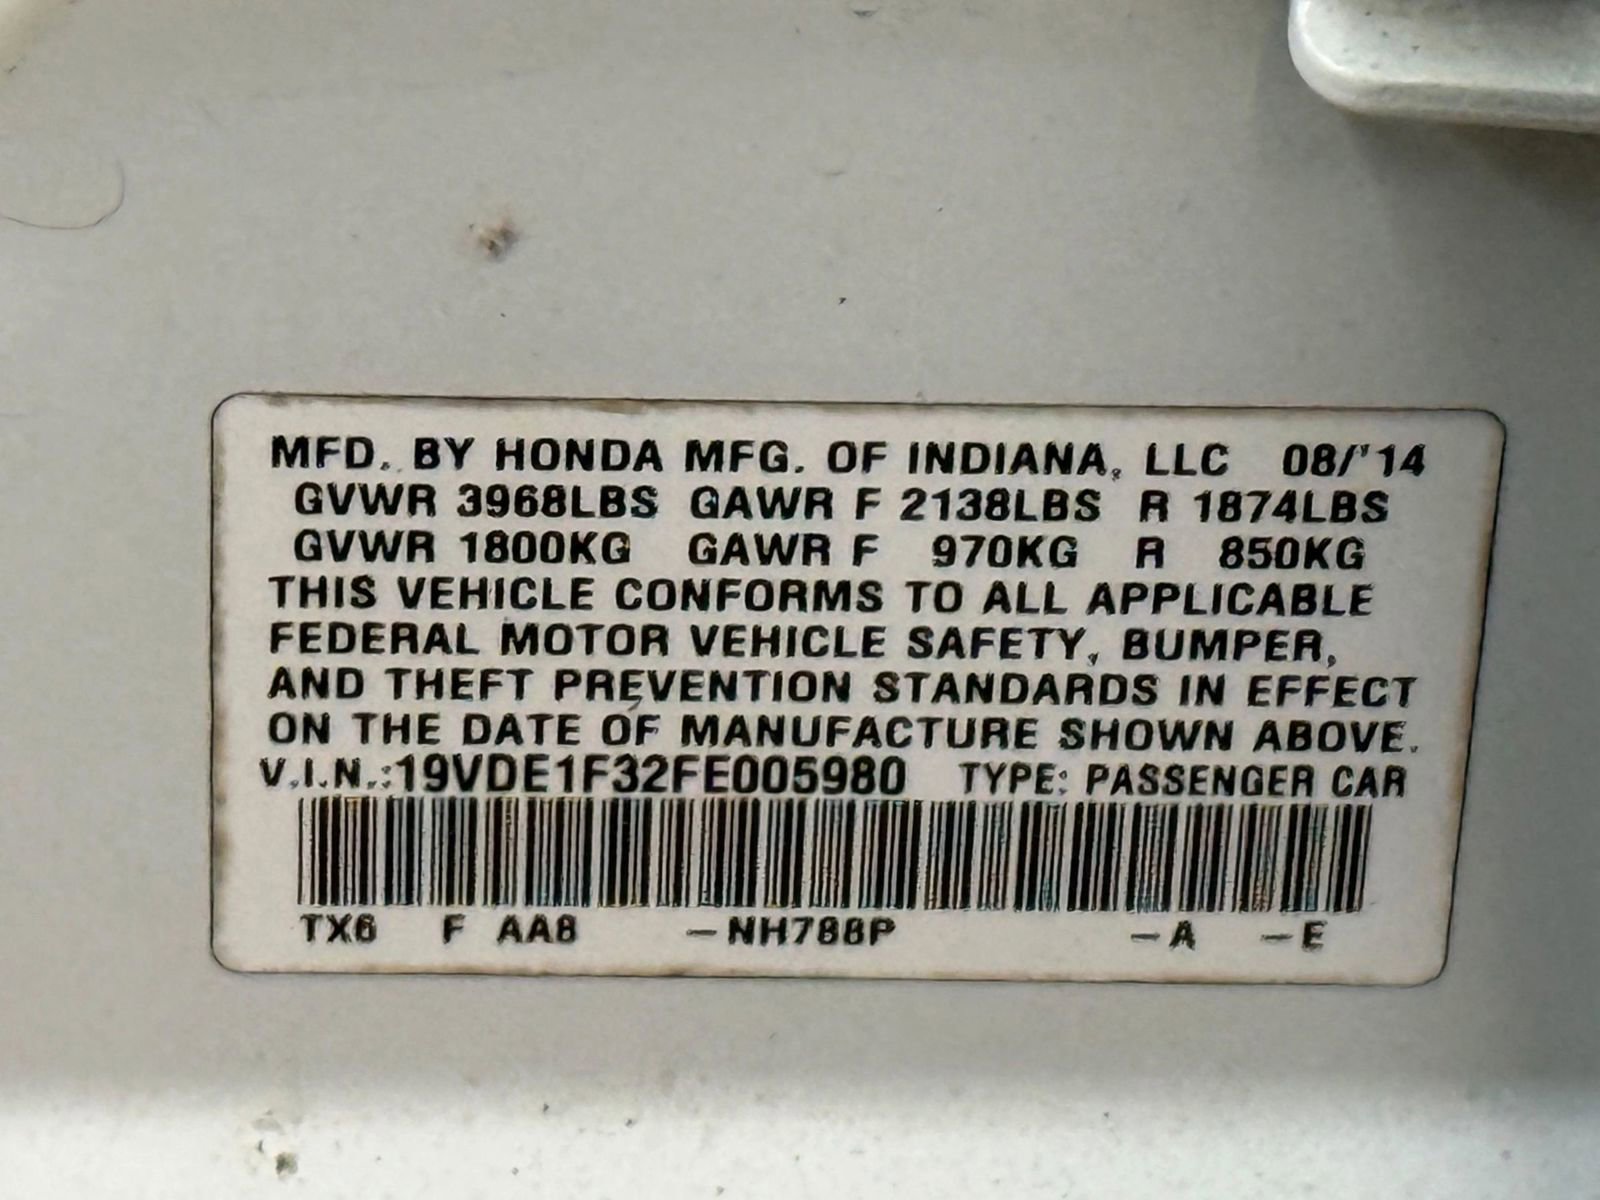 MFD. BY HONDA MFG. OF INDIANA, LLC 08/'14
GVWR 3968LBS GAWR F 2138LBS R 1874LBS
GVWR 1800KG GAWR F 970KG R 850KG
THIS VEHICLE CONFORMS TO ALL APPLICABLE
FEDERAL MOTOR VEHICLE SAFETY, BUMPER,
AND THEFT PREVENTION STANDARDS IN EFFECT
ON THE DATE OF MANUFACTURE SHOWN ABOVE.
V.I.N.:19VDE1F32FE005980 TYPE: PASSENGER CAR
TX6 F AA8 -NH788P -A -E